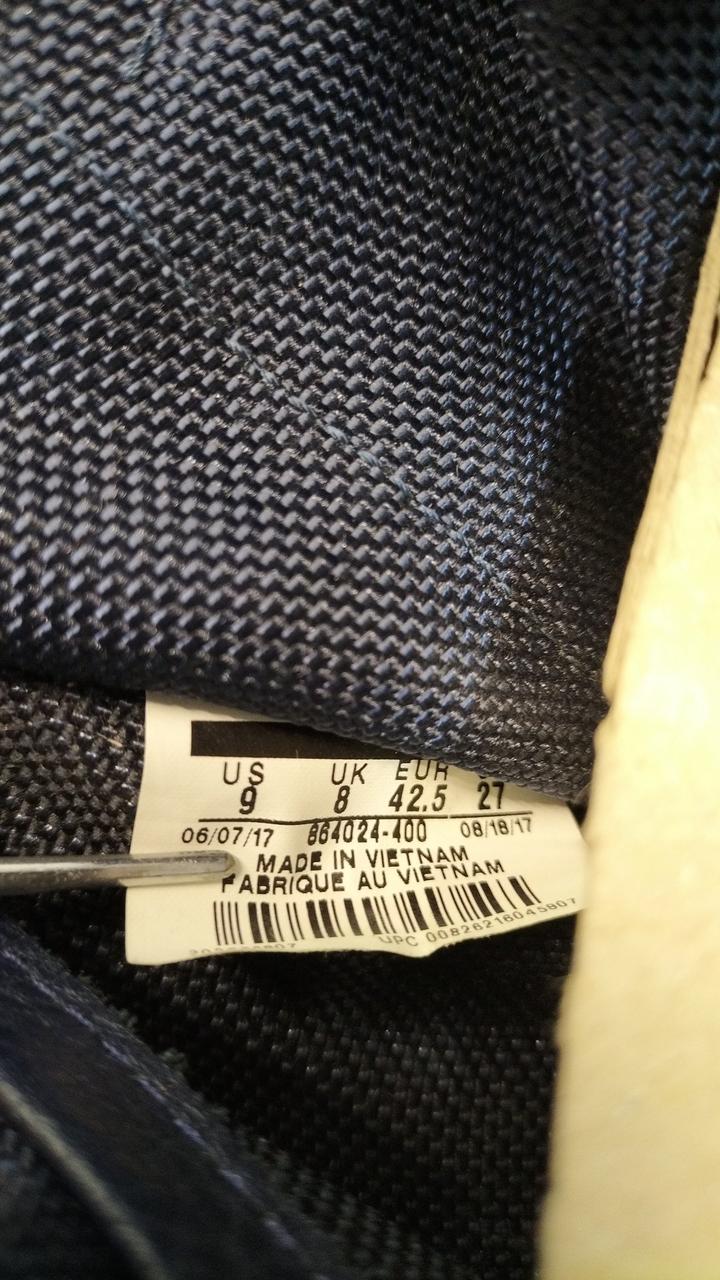 US UK EUR
9 8 42.5 27
06/07/17 864024-400 08/18/17
MADE IN VIETNAM
FABRIQUE AU VIETNAM
UPC 00826216045807